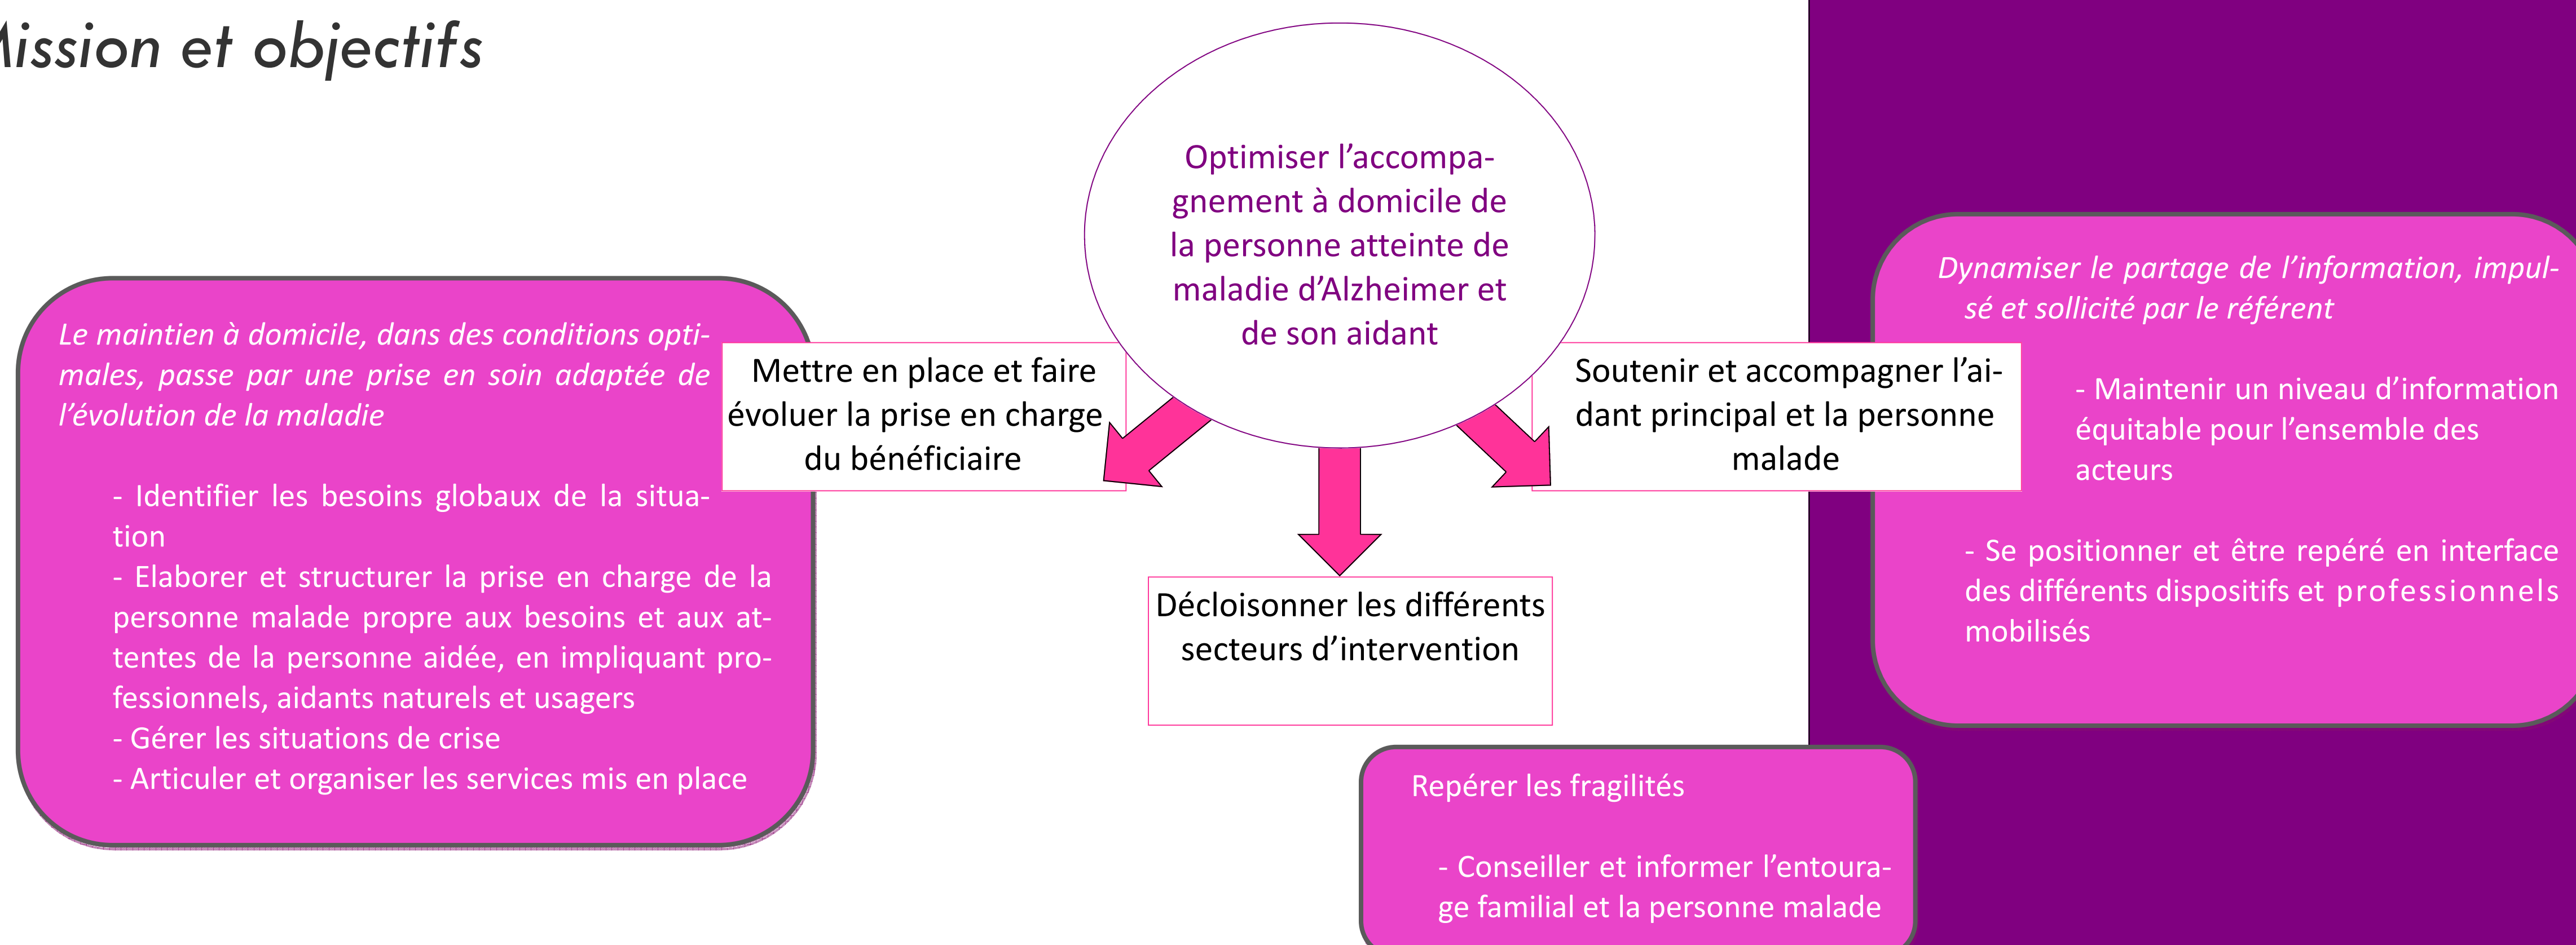 Mission et objectifs
Optimiser l’accompa-
gnement à domicile de
la personne atteinte de
maladie d’Alzheimer et
de son aidant
Le maintien à domicile, dans des conditions opti-
males, passe par une prise en soin adaptée de
l’évolution de la maladie
- Identifier les besoins globaux de la situa-
tion
- Elaborer et structurer la prise en charge de la
personne malade propre aux besoins et aux at-
tentes de la personne aidée, en impliquant pro-
fessionnels, aidants naturels et usagers
- Gérer les situations de crise
- Articuler et organiser les services mis en place
Mettre en place et faire
évoluer la prise en charge
du bénéficiaire
Décloisonner les différents
secteurs d’intervention
Soutenir et accompagner l’ai-
dant principal et la personne
malade
Dynamiser le partage de l’information, impul-
sé et sollicité par le référent
- Maintenir un niveau d’information
équitable pour l’ensemble des
acteurs
- Se positionner et être repéré en interface
des différents dispositifs et professionnels
mobilisés
Repérer les fragilités
- Conseiller et informer l’entoura-
ge familial et la personne malade